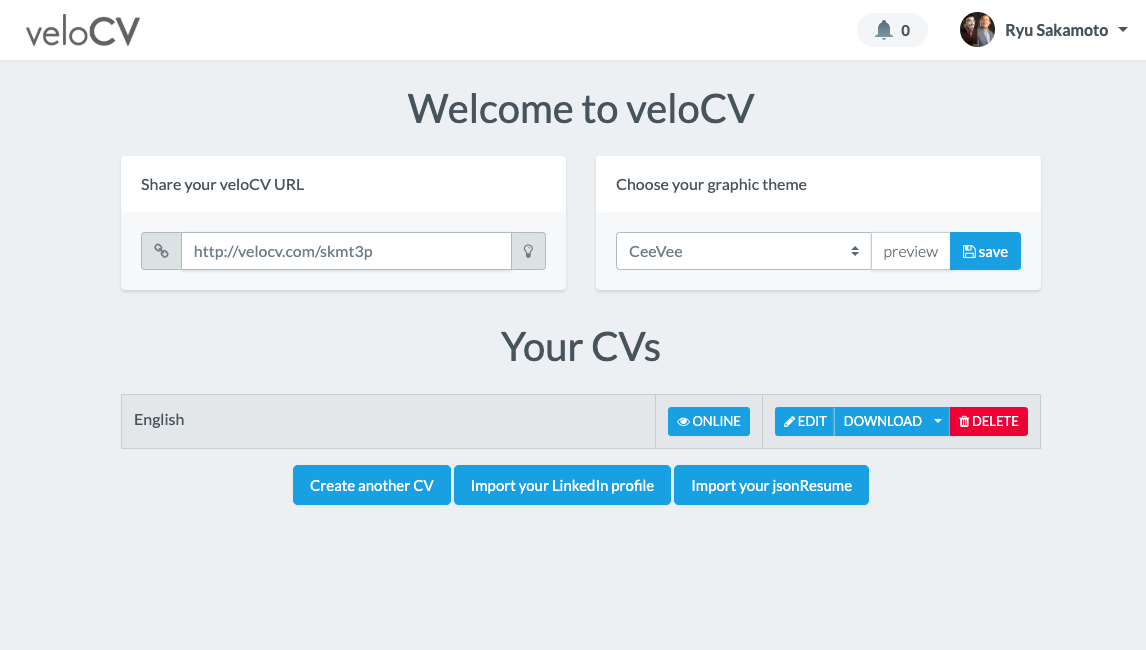 veloCV
0
Ryu Sakamoto
Welcome to veloCV
Share your veloCV URL
Choose your graphic theme
http://velocv.com/skmt3p
CeeVee
preview
save
Your CVs
English
ONLINE
EDIT
DOWNLOAD
DELETE
Create another CV
Import your LinkedIn profile
Import your jsonResume